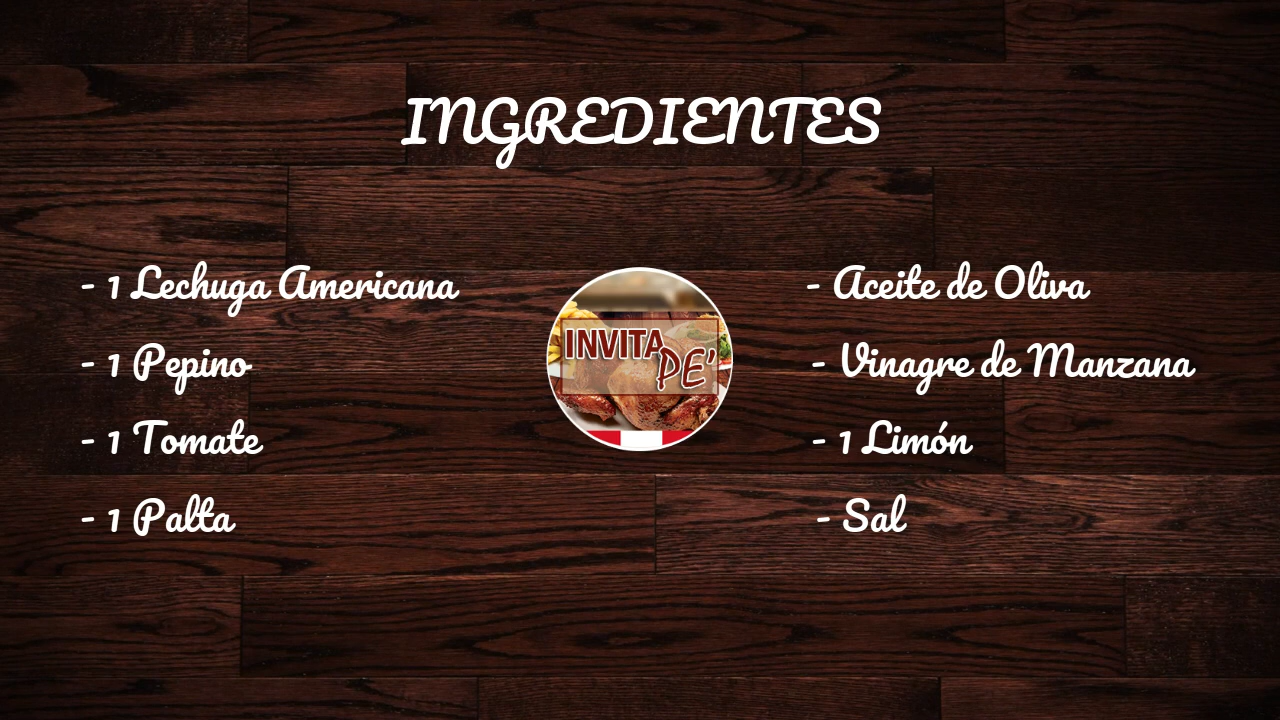 INGREDIENTES
- 1 Lechuga Americana
- 1 Pepino
- 1 Tomate
- 1 Palta
INVITA
PE'
- Aceite de Oliva
- Vinagre de Manzana
- 1 Limón
- Sal